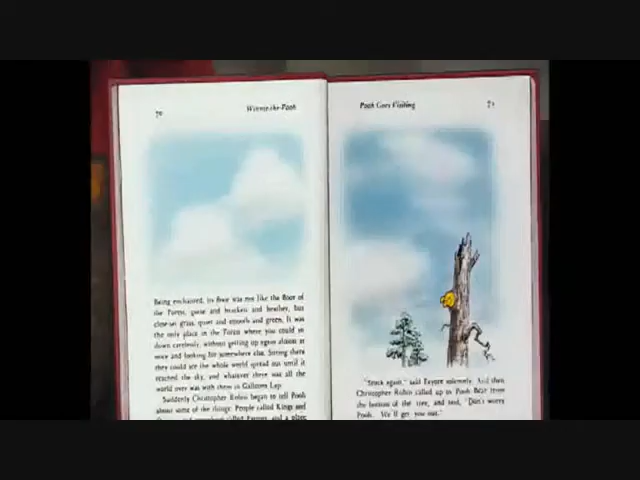 70
Winnie-the-Pooh
Being enchanted, its floor was not like the floor of
the Forest, gorse and bracken and heather, but
close-set grass, quiet and smooth and green. It was
the only place in the Forest where you could sit
down carelessly, without getting up again almost at
once and looking for somewhere else. Sitting there
they could see the whole world spread out until it
reached the sky, and whatever there was all the
world over was with them in Galleons Lap.
Suddenly Christopher Robin began to tell Pooh
about some of the things: People called Kings and
called Factors, and a place
Pooh Goes Visiting
71
"Stuck again," said Eeyore solemnly. And then
Christopher Robin called up to Pooh Bear from
the bottom of the tree, and said, "Don't worry
Pooh. We'll get you out."